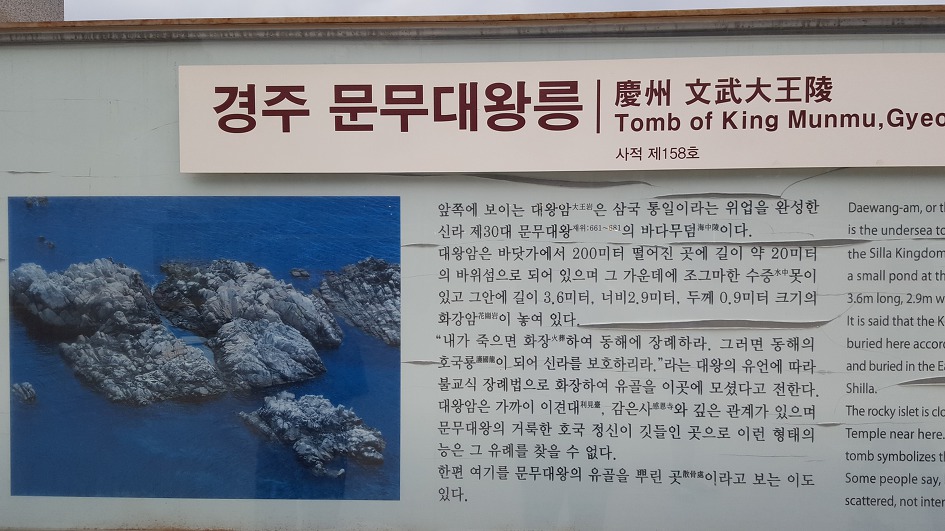 경주 문무대왕릉
慶州 文武大王陵
Tomb of King Munmu,Gyeo
사적 제158호
앞쪽에 보이는 대왕암大王岩은 삼국 통일이라는 위업을 완성한
신라 제30대 문무대왕재위:661~681의 바다무덤海中陵이다.
대왕암은 바닷가에서 200미터 떨어진 곳에 길이 약 20미터
의 바위섬으로 되어 있으며 그 가운데에 조그마한 수중水中못이
있고 그안에 길이 3.6미터, 너비2.9미터, 두께 0.9미터 크기의
화강암花崗岩이 놓여 있다.
“내가 죽으면 화장火葬하여 동해에 장례하라. 그러면 동해의
호국룡護國龍이 되어 신라를 보호하리라.”라는 대왕의 유언에 따라
불교식 장례법으로 화장하여 유골을 이곳에 모셨다고 전한다.
대왕암은 가까이 이견대利見臺, 감은사感恩寺와 깊은 관계가 있으며
문무대왕의 거룩한 호국 정신이 깃들인 곳으로 이런 형태의
능은 그 유례를 찾을 수 없다.
한편 여기를 문무대왕의 유골을 뿌린 곳散骨處이라고 보는 이도
있다.
Daewang-am, or th
is the undersea to
the Silla Kingdom
a small pond at th
3.6m long, 2.9m w
It is said that the K
buried here accor
and buried in the Ea
Shilla.
The rocky islet is clo
Temple near here.
tomb symbolizes th
Some people say,
scattered, not inter